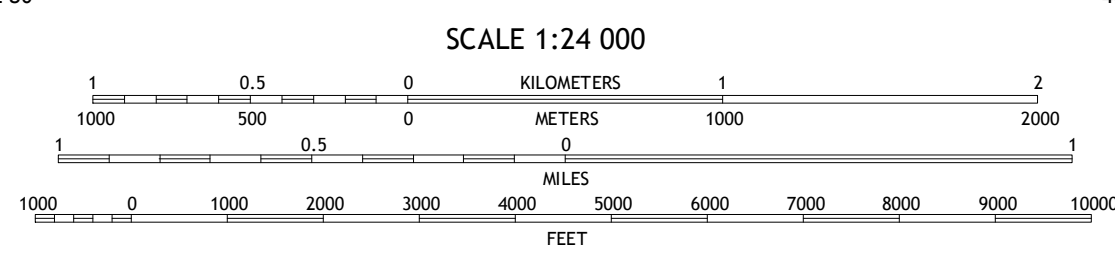 SCALE 1:24 000
1 0.5 0 KILOMETERS 1 2
1000 500 0 METERS 1000 2000
1 0.5 0 1
MILES
1000 0 1000 2000 3000 4000 5000 6000 7000 8000 9000 10000
FEET